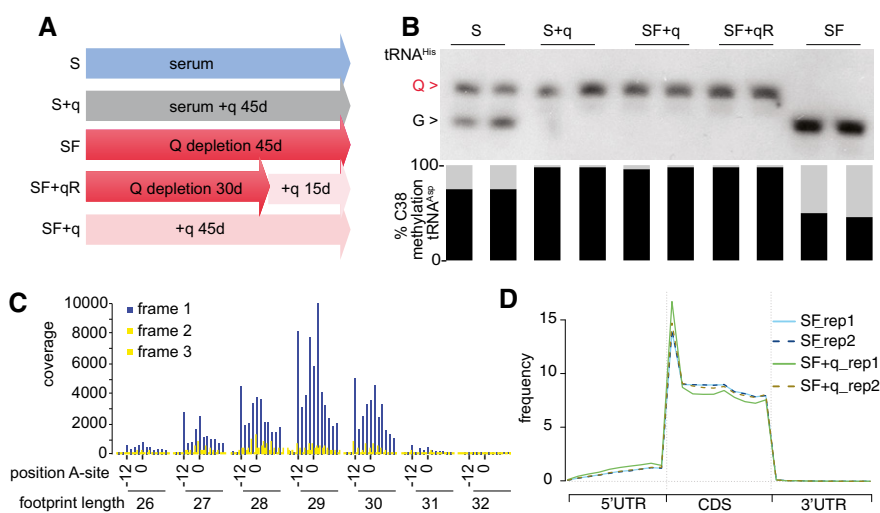 A
S serum
S+q serum +q 45d
SF Q depletion 45d
SF+qR Q depletion 30d +q 15d
SF+q +q 45d
B
S S+q SF+q SF+qR SF
tRNAHis
Q >
G >
100
% C38
methylation
tRNAAsp
0
C
coverage
10000
8000
6000
4000
2000
0
frame 1
frame 2
frame 3
position A-site -12 0 -12 0 -12 0 -12 0 -12 0 -12 0 -12 0
footprint length 26 27 28 29 30 31 32
D
frequency
15
10
5
0
SF_rep1
SF_rep2
SF+q_rep1
SF+q_rep2
5'UTR CDS 3'UTR